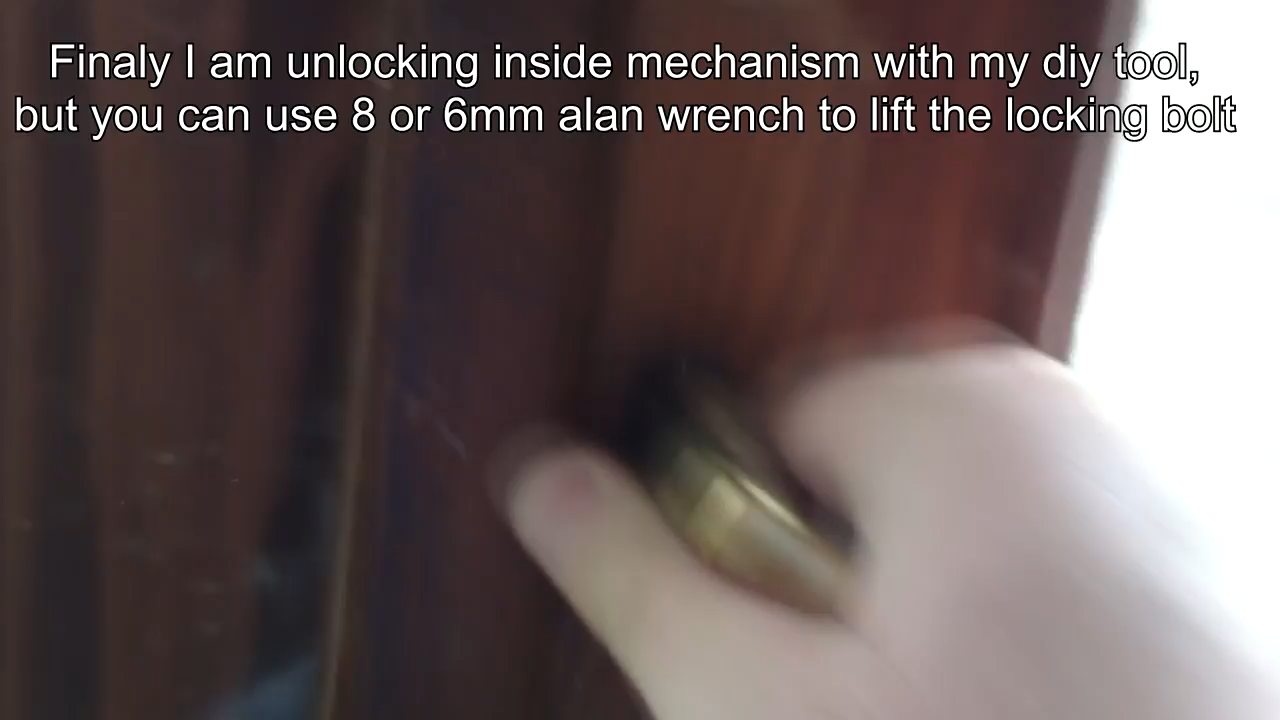 Finaly I am unlocking inside mechanism with my diy tool,
but you can use 8 or 6mm alan wrench to lift the locking bolt